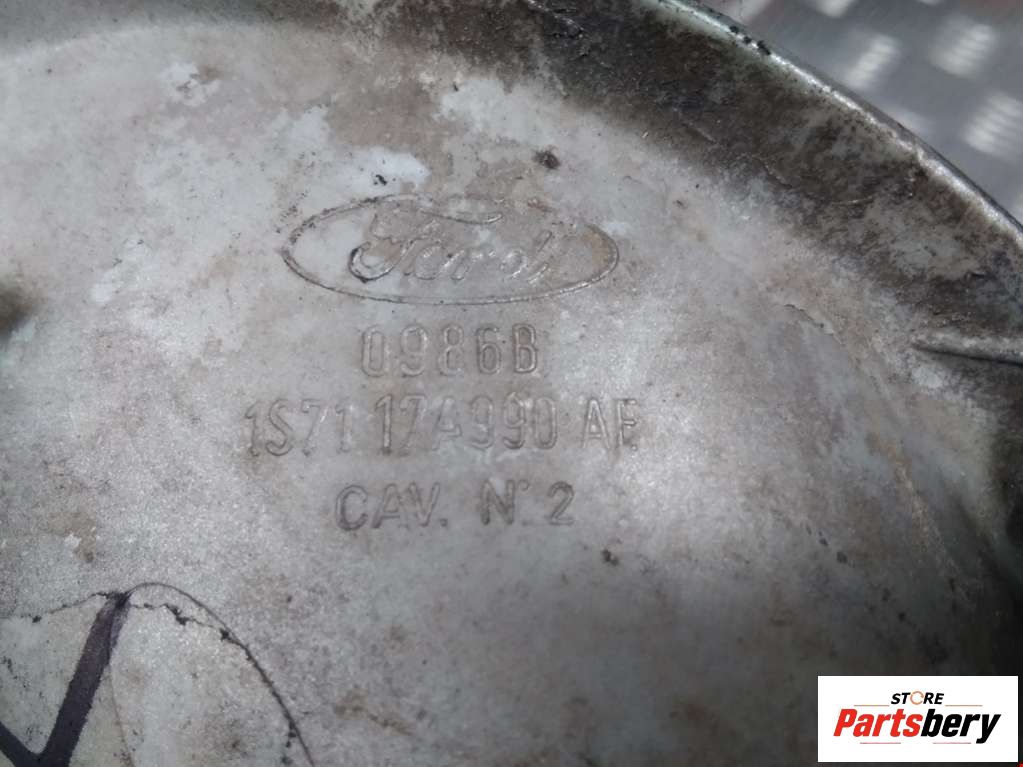 Ford
0986B
1S71 17A990 AE
CAV. N.2
STORE
Partsbery